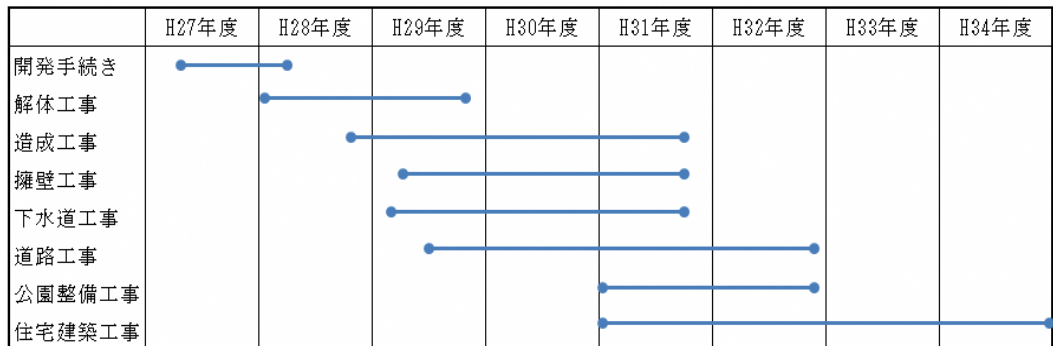 H27年度 H28年度 H29年度 H30年度 H31年度 H32年度 H33年度 H34年度
開発手続き
解体工事
造成工事
擁壁工事
下水道工事
道路工事
公園整備工事
住宅建築工事